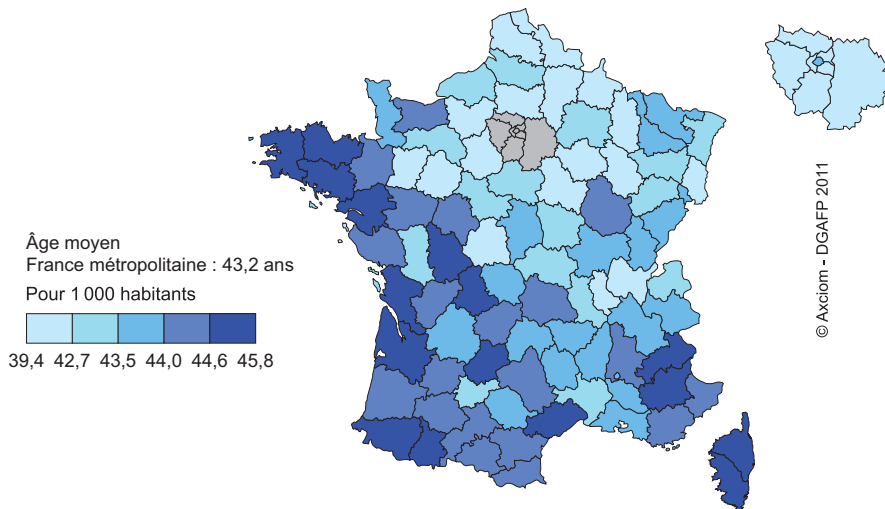 Âge moyen
France métropolitaine : 43,2 ans
Pour 1 000 habitants
39,4 42,7 43,5 44,0 44,6 45,8
© Axciom - DGAFP 2011